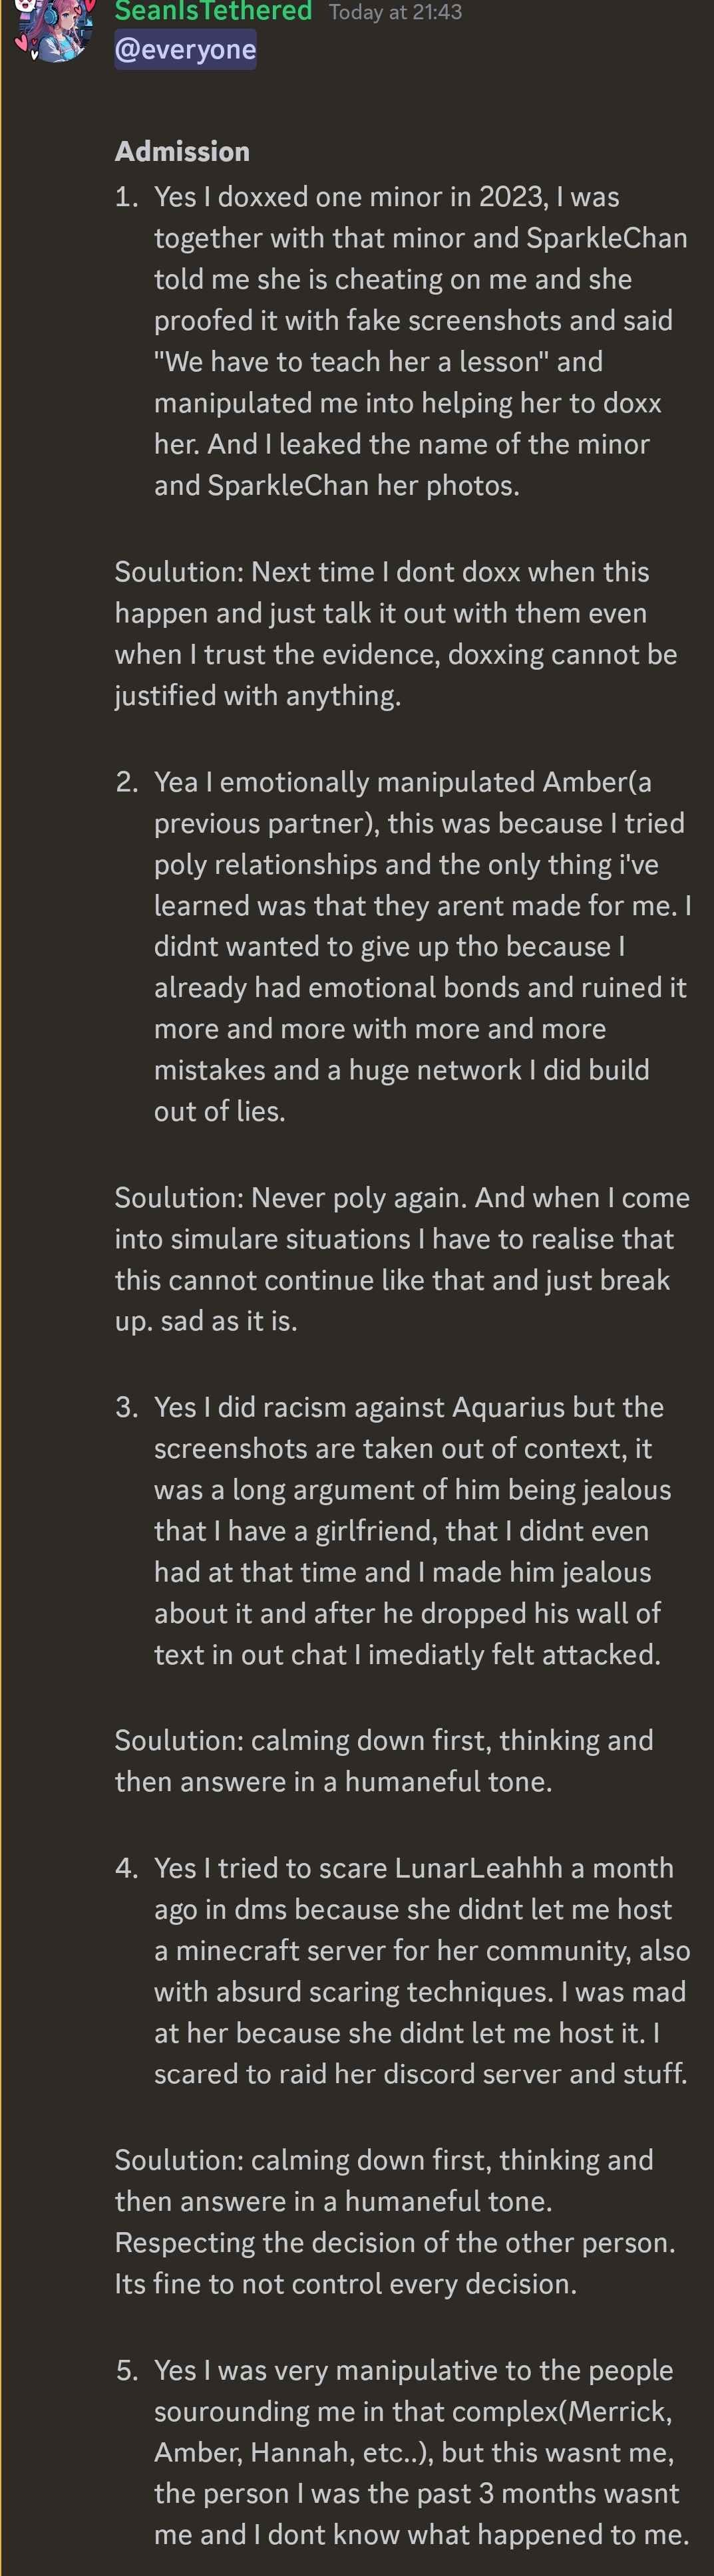 SeanIsTethered Today at 21:43
@everyone
Admission
1. Yes I doxxed one minor in 2023, I was
together with that minor and SparkleChan
told me she is cheating on me and she
proofed it with fake screenshots and said
"We have to teach her a lesson" and
manipulated me into helping her to doxx
her. And I leaked the name of the minor
and SparkleChan her photos.
Soulution: Next time I dont doxx when this
happen and just talk it out with them even
when I trust the evidence, doxxing cannot be
justified with anything.
2. Yea I emotionally manipulated Amber(a
previous partner), this was because I tried
poly relationships and the only thing i've
learned was that they arent made for me. I
didnt wanted to give up tho because I
already had emotional bonds and ruined it
more and more with more and more
mistakes and a huge network I did build
out of lies.
Soulution: Never poly again. And when I come
into simulare situations I have to realise that
this cannot continue like that and just break
up. sad as it is.
3. Yes I did racism against Aquarius but the
screenshots are taken out of context, it
was a long argument of him being jealous
that I have a girlfriend, that I didnt even
had at that time and I made him jealous
about it and after he dropped his wall of
text in out chat I imediatly felt attacked.
Soulution: calming down first, thinking and
then answere in a humaneful tone.
4. Yes I tried to scare LunarLeahhh a month
ago in dms because she didnt let me host
a minecraft server for her community, also
with absurd scaring techniques. I was mad
at her because she didnt let me host it. I
scared to raid her discord server and stuff.
Soulution: calming down first, thinking and
then answere in a humaneful tone.
Respecting the decision of the other person.
Its fine to not control every decision.
5. Yes I was very manipulative to the people
sourounding me in that complex(Merrick,
Amber, Hannah, etc..), but this wasnt me,
the person I was the past 3 months wasnt
me and I dont know what happened to me.